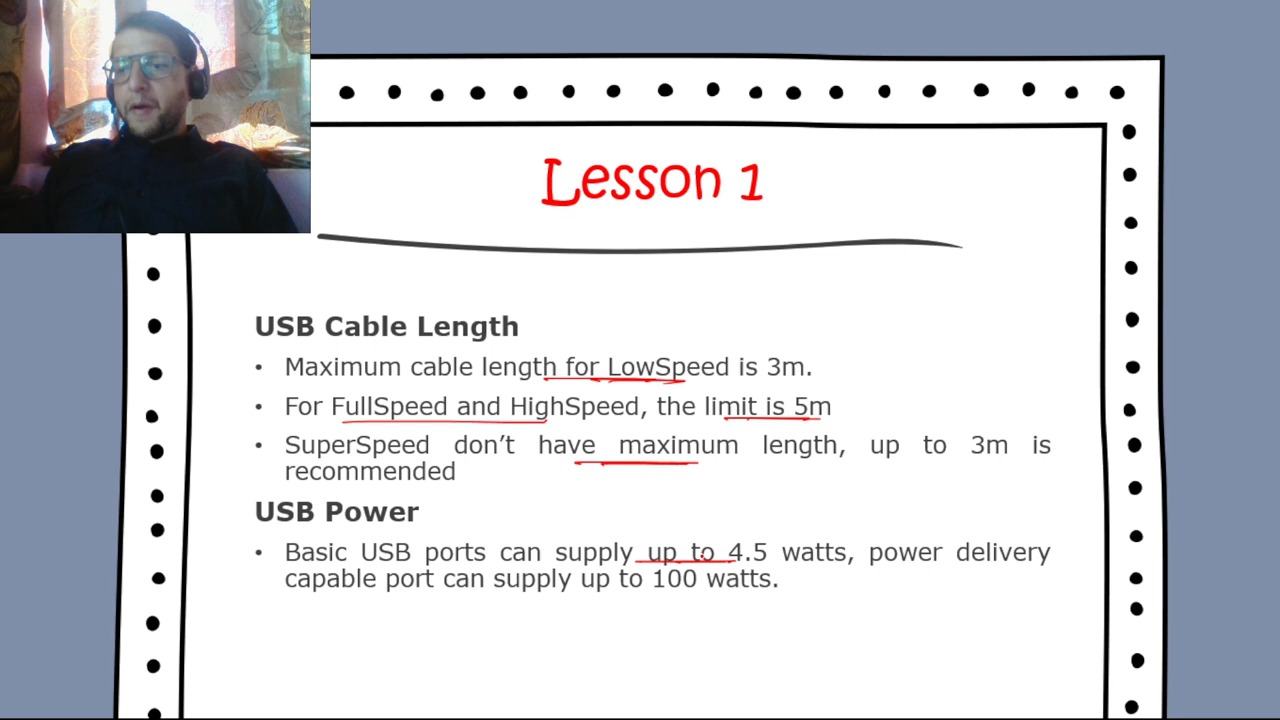 Lesson 1
USB Cable Length
• Maximum cable length for LowSpeed is 3m.
• For FullSpeed and HighSpeed, the limit is 5m
• SuperSpeed don’t have maximum length, up to 3m is
recommended
USB Power
• Basic USB ports can supply up to 4.5 watts, power delivery
capable port can supply up to 100 watts.